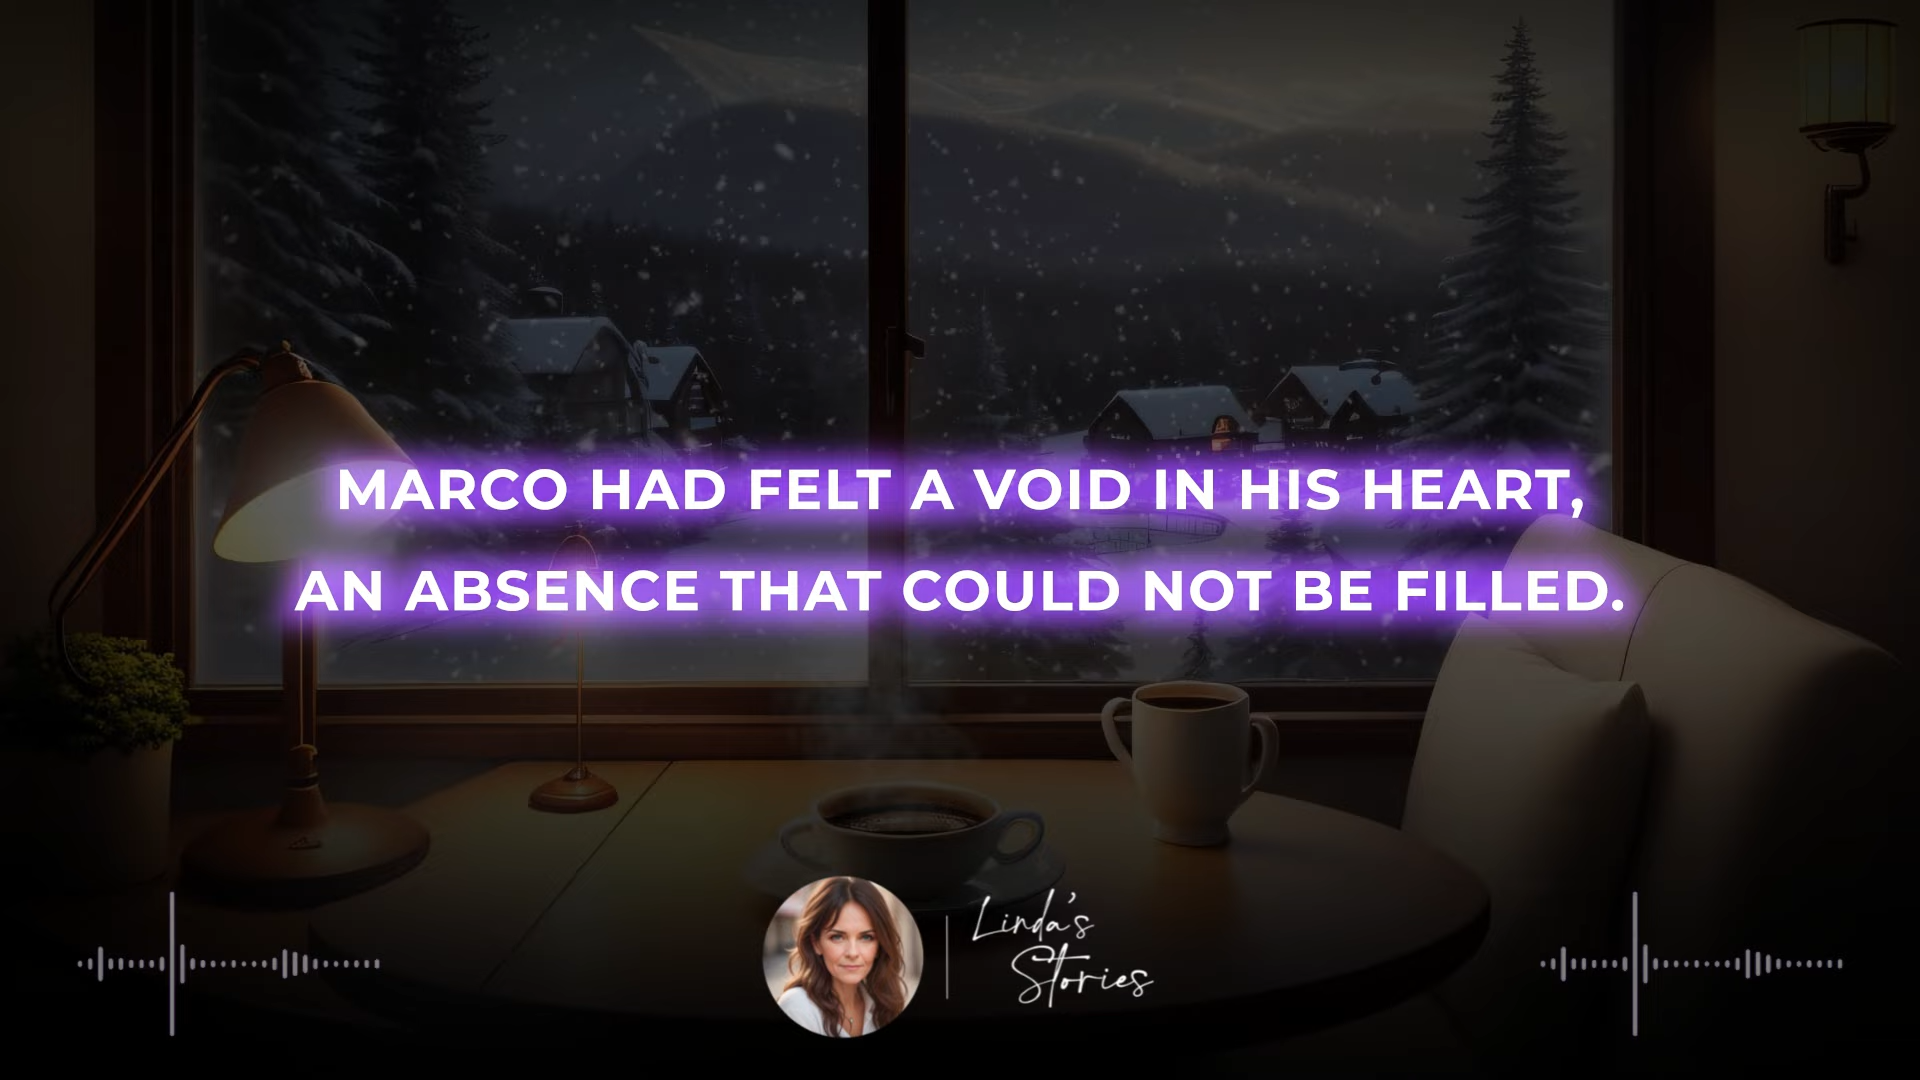 MARCO HAD FELT A VOID IN HIS HEART,
AN ABSENCE THAT COULD NOT BE FILLED.
Linda's
Stories